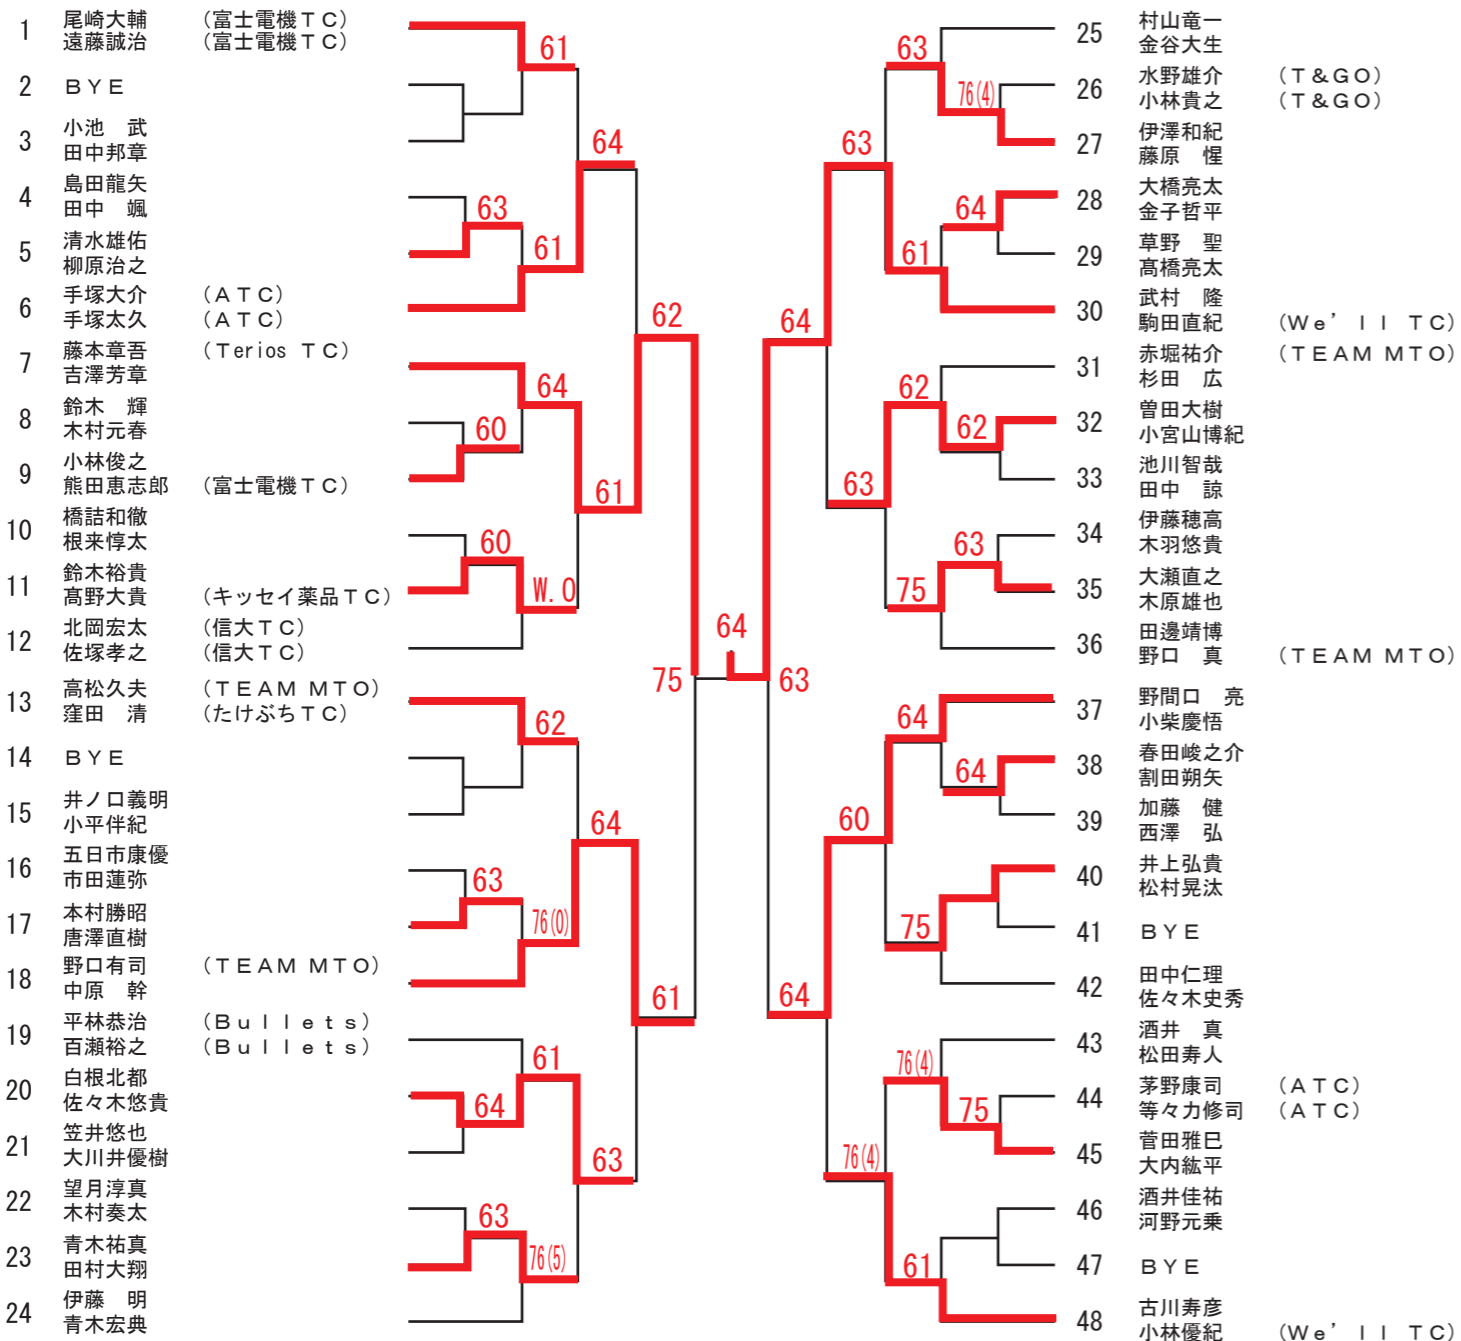 1 尾崎大輔 (富士電機ＴＣ)
遠藤誠治 (富士電機ＴＣ)
2 ＢＹＥ
3 小池　武
田中邦章
4 島田龍矢
田中　颯
5 清水雄佑
柳原治之
6 手塚大介 (ＡＴＣ)
手塚太久 (ＡＴＣ)
7 藤本章吾 (Terios TC)
吉澤芳章
8 鈴木　輝
木村元春
9 小林俊之
熊田恵志郎 (富士電機ＴＣ)
10 橋詰和徹
根来惇太
11 鈴木裕貴
髙野大貴 (キッセイ薬品ＴＣ)
12 北岡宏太 (信大ＴＣ)
佐塚孝之 (信大ＴＣ)
13 高松久夫 (ＴＥＡＭ ＭＴＯ)
窪田　清 (たけぶちＴＣ)
14 ＢＹＥ
15 井ノ口義明
小平伴紀
16 五日市康優
市田蓮弥
17 本村勝昭
唐澤直樹
18 野口有司 (ＴＥＡＭ ＭＴＯ)
中原　幹
19 平林恭治 (Ｂｕｌｌｅｔｓ)
百瀬裕之 (Ｂｕｌｌｅｔｓ)
20 白根北都
佐々木悠貴
21 笠井悠也
大川井優樹
22 望月淳真
木村奏太
23 青木祐真
田村大翔
24 伊藤　明
青木宏典
61
63
61
64
60
60
W.O
64
61
62
62
63
76(0)
64
64
61
63
76(5)
63
61
75
64
63
25 村山竜一
金谷大生
26 水野雄介 (Ｔ＆ＧＯ)
小林貴之 (Ｔ＆ＧＯ)
27 伊澤和紀
藤原　惺
28 大橋亮太
金子哲平
29 草野　聖
髙橋亮太
30 武村　隆
駒田直紀 (Ｗｅ’ｌｌ ＴＣ)
31 赤堀祐介 (ＴＥＡＭ ＭＴＯ)
杉田　広
32 曽田大樹
小宮山博紀
33 池川智哉
田中　諒
34 伊藤穂高
木羽悠貴
35 大瀬直之
木原雄也
36 田邊靖博
野口　真 (ＴＥＡＭ ＭＴＯ)
37 野間口　亮
小柴慶悟
38 春田峻之介
割田朔矢
39 加藤　健
西澤　弘
40 井上弘貴
松村晃汰
41 ＢＹＥ
42 田中仁理
佐々木史秀
43 酒井　真
松田寿人
44 茅野康司 (ＡＴＣ)
等々力修司 (ＡＴＣ)
45 菅田雅巳
大内紘平
46 酒井佳祐
河野元乗
47 ＢＹＥ
48 古川寿彦
小林優紀 (Ｗｅ’ｌｌ ＴＣ)
63
76(4)
63
64
61
64
62
62
63
63
75
64
64
60
75
64
76(4)
75
76(4)
61